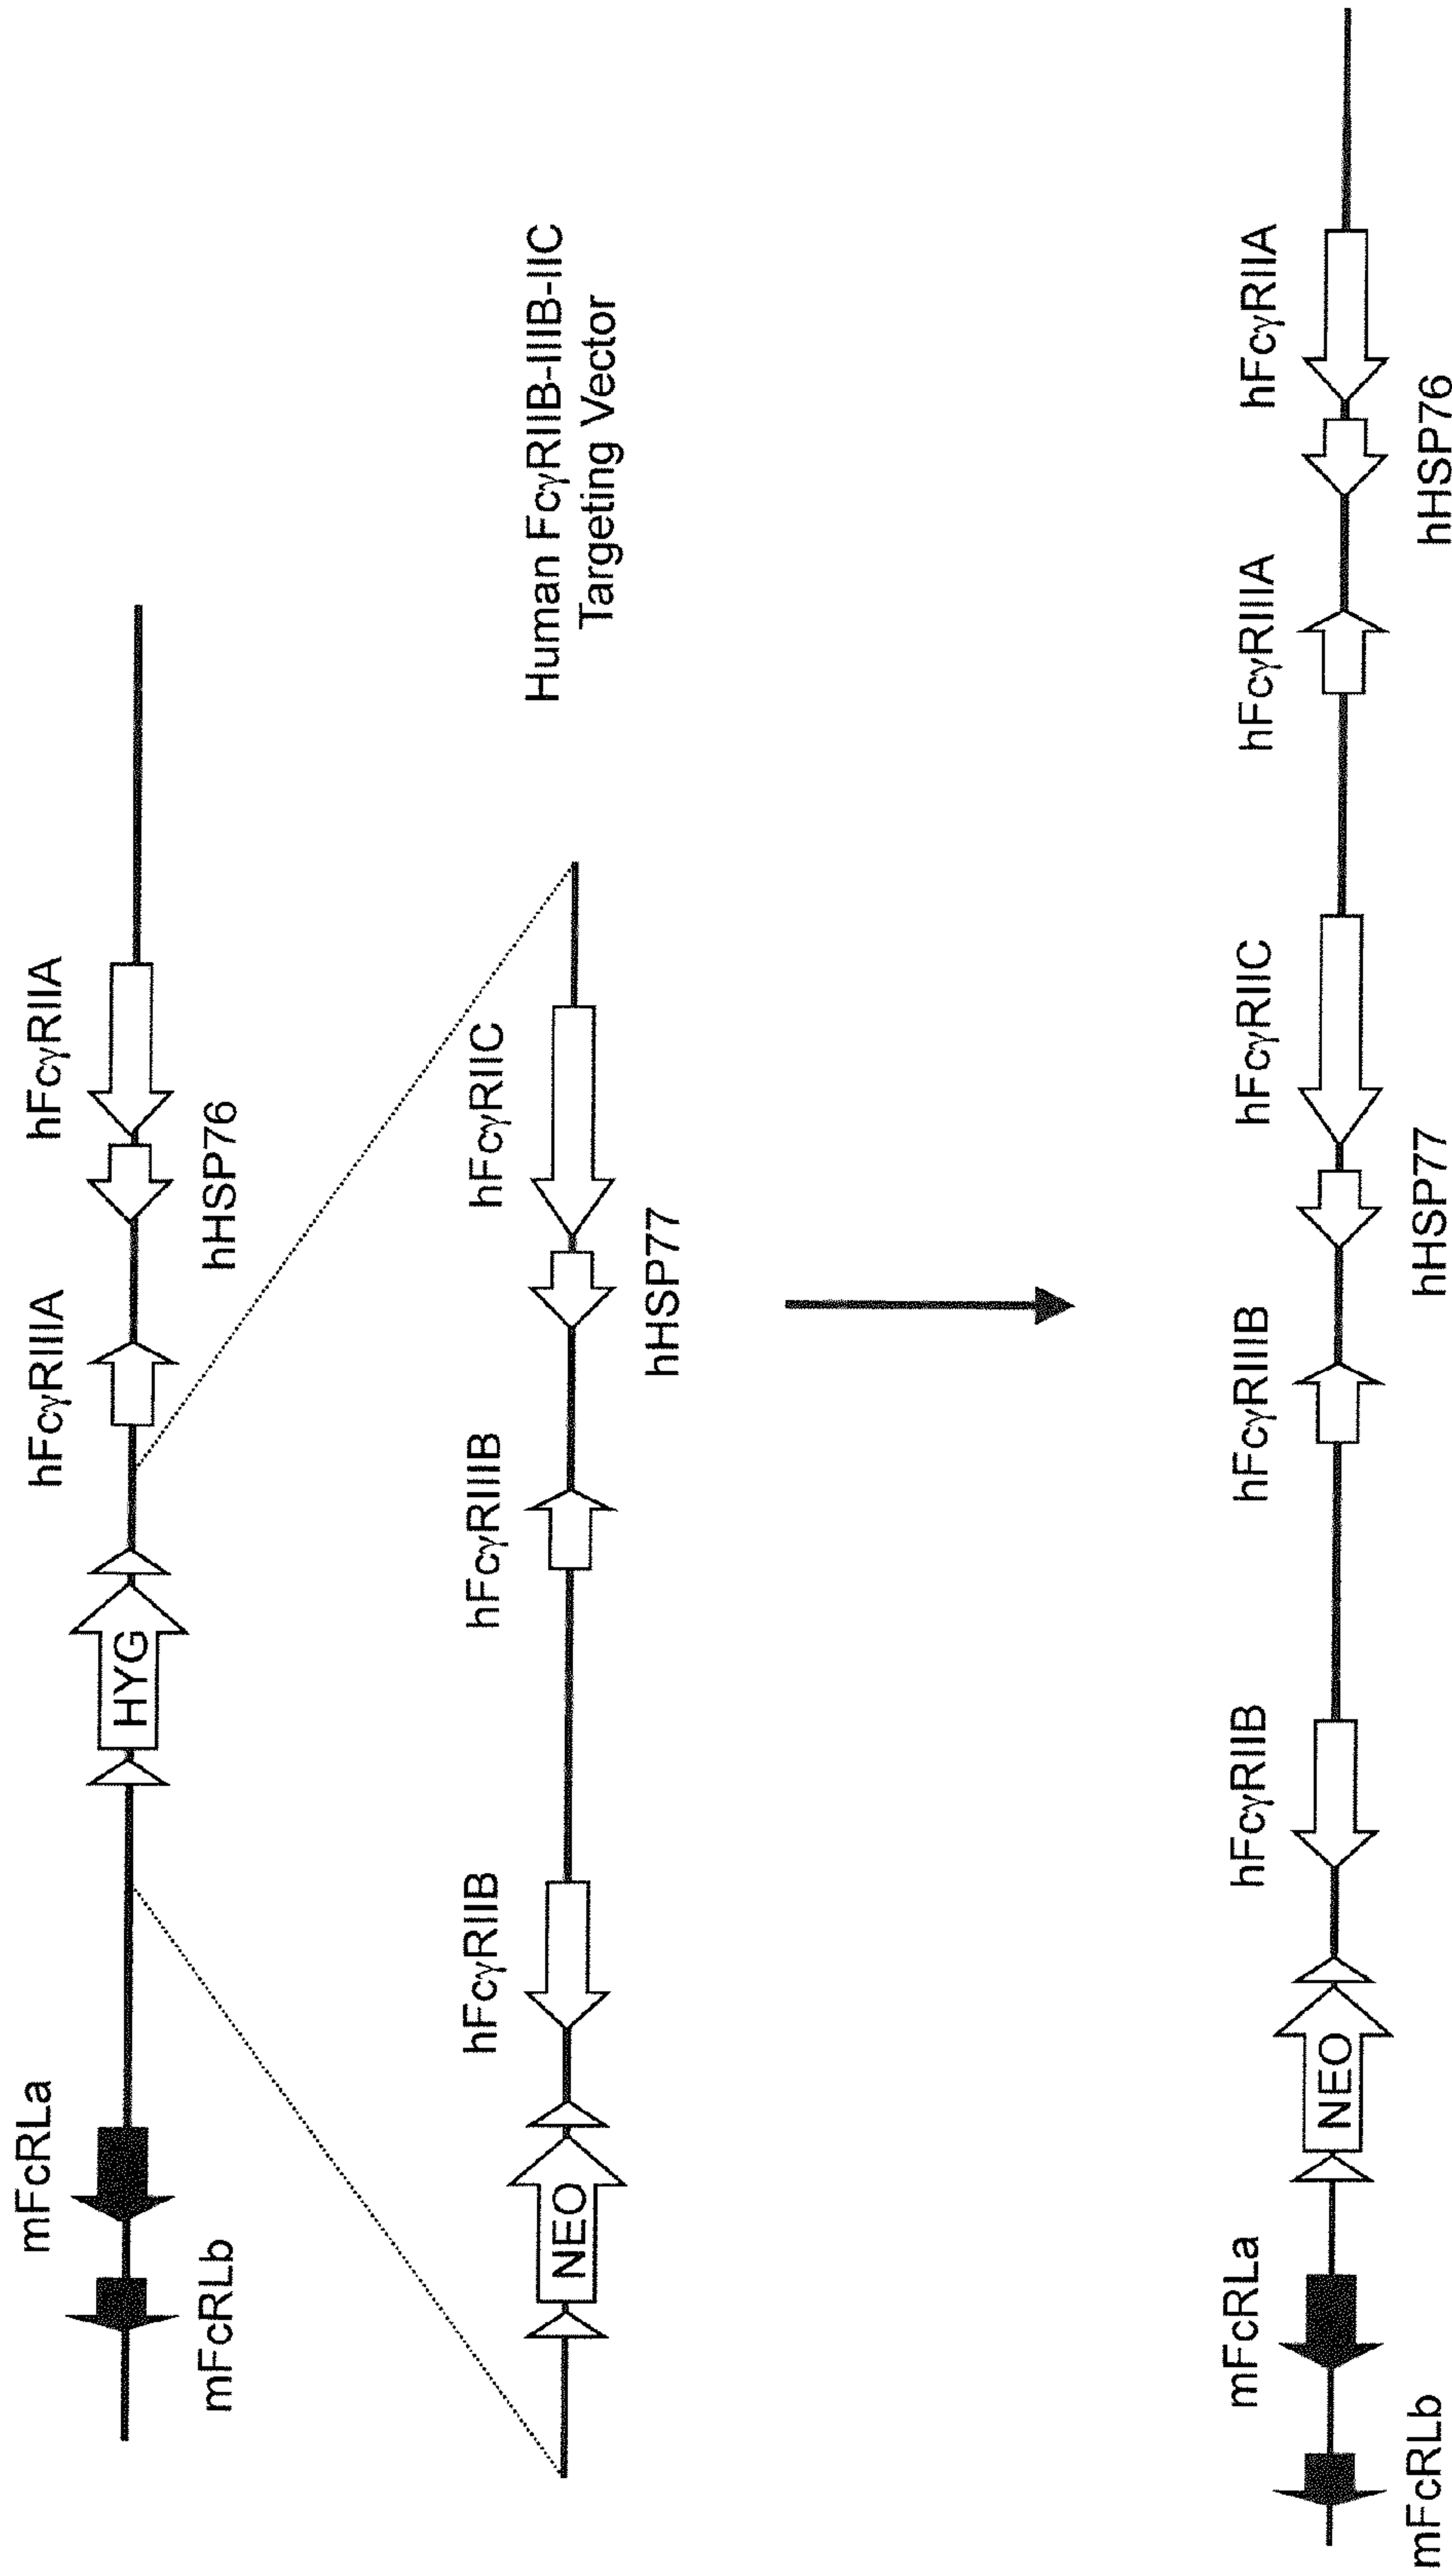 mFcRLa
HYG
hFcγRIIIA
hFcγRIIA
mFcRLb
hHSP76
NEO
hFcγRIIB
hFcγRIIIB
hFcγRIIC
hHSP77
Human FcγRIIB-IIIB-IIC
Targeting Vector
mFcRLa
NEO
hFcγRIIB
hFcγRIIIB
hFcγRIIC
hFcγRIIIA
hFcγRIIA
mFcRLb
hHSP77
hHSP76